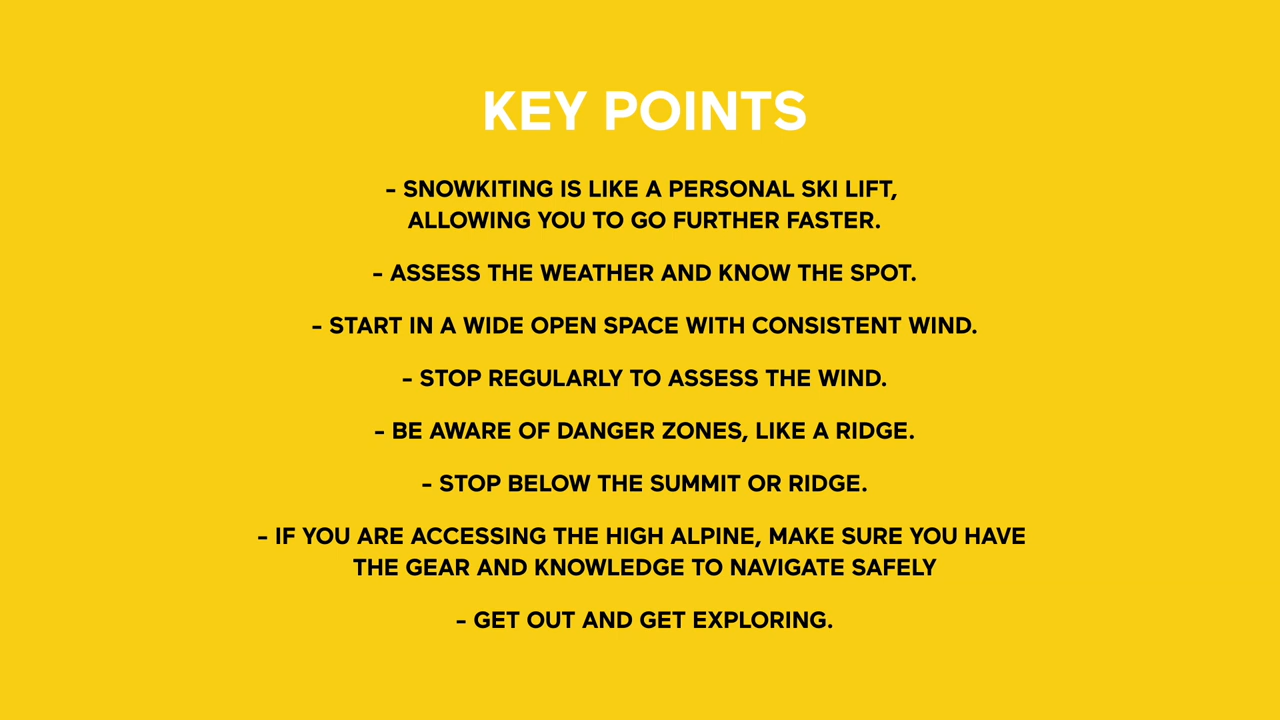 KEY POINTS
- SNOWKITING IS LIKE A PERSONAL SKI LIFT,
ALLOWING YOU TO GO FURTHER FASTER.
- ASSESS THE WEATHER AND KNOW THE SPOT.
- START IN A WIDE OPEN SPACE WITH CONSISTENT WIND.
- STOP REGULARLY TO ASSESS THE WIND.
- BE AWARE OF DANGER ZONES, LIKE A RIDGE.
- STOP BELOW THE SUMMIT OR RIDGE.
- IF YOU ARE ACCESSING THE HIGH ALPINE, MAKE SURE YOU HAVE
THE GEAR AND KNOWLEDGE TO NAVIGATE SAFELY
- GET OUT AND GET EXPLORING.